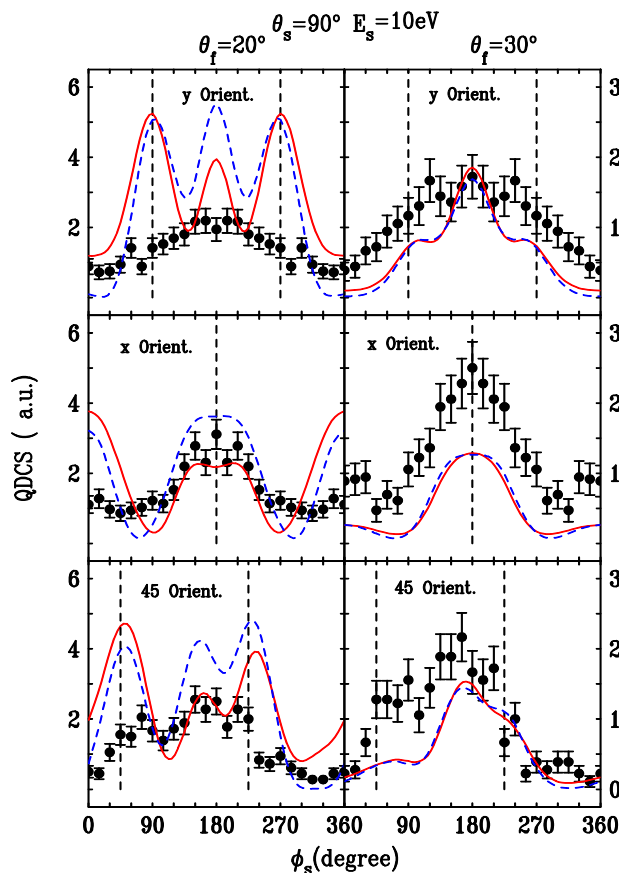 θs=90° Es=10eV
θf=20° θf=30°
y Orient. y Orient.
6
4
2
3
2
1
x Orient. x Orient.
6
4
2
3
2
1
0
45 Orient. 45 Orient.
6
4
2
3
2
1
0
QDCS ( a.u.)
0 90 180 270 360 90 180 270 360
ϕs(degree)